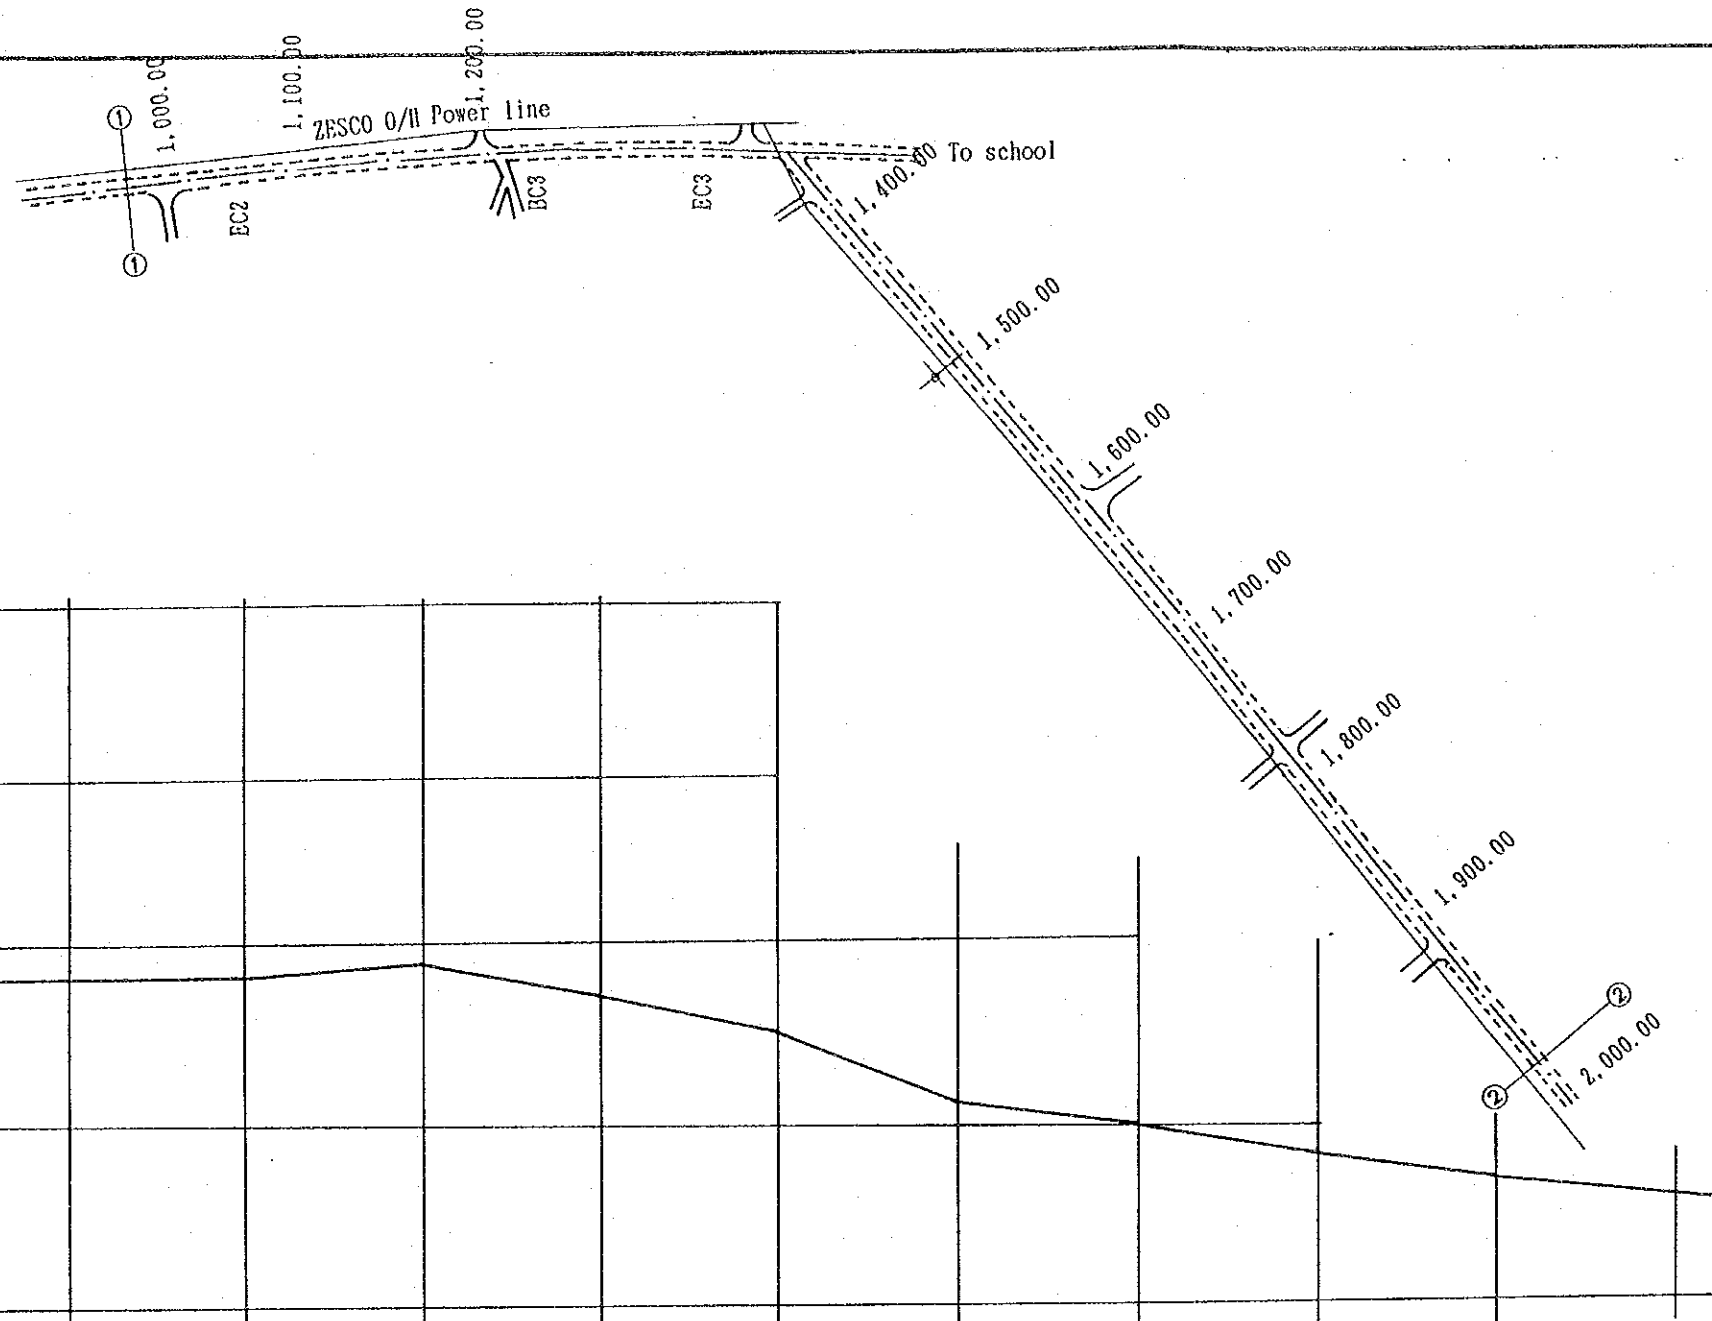 1,000.00
1,100.00
1,200.00
①
ZESCO O/H Power line
To school
1,400.00
EC2
BC3
EC3
①
1,500.00
1,600.00
1,700.00
1,800.00
1,900.00
②
2,000.00
②